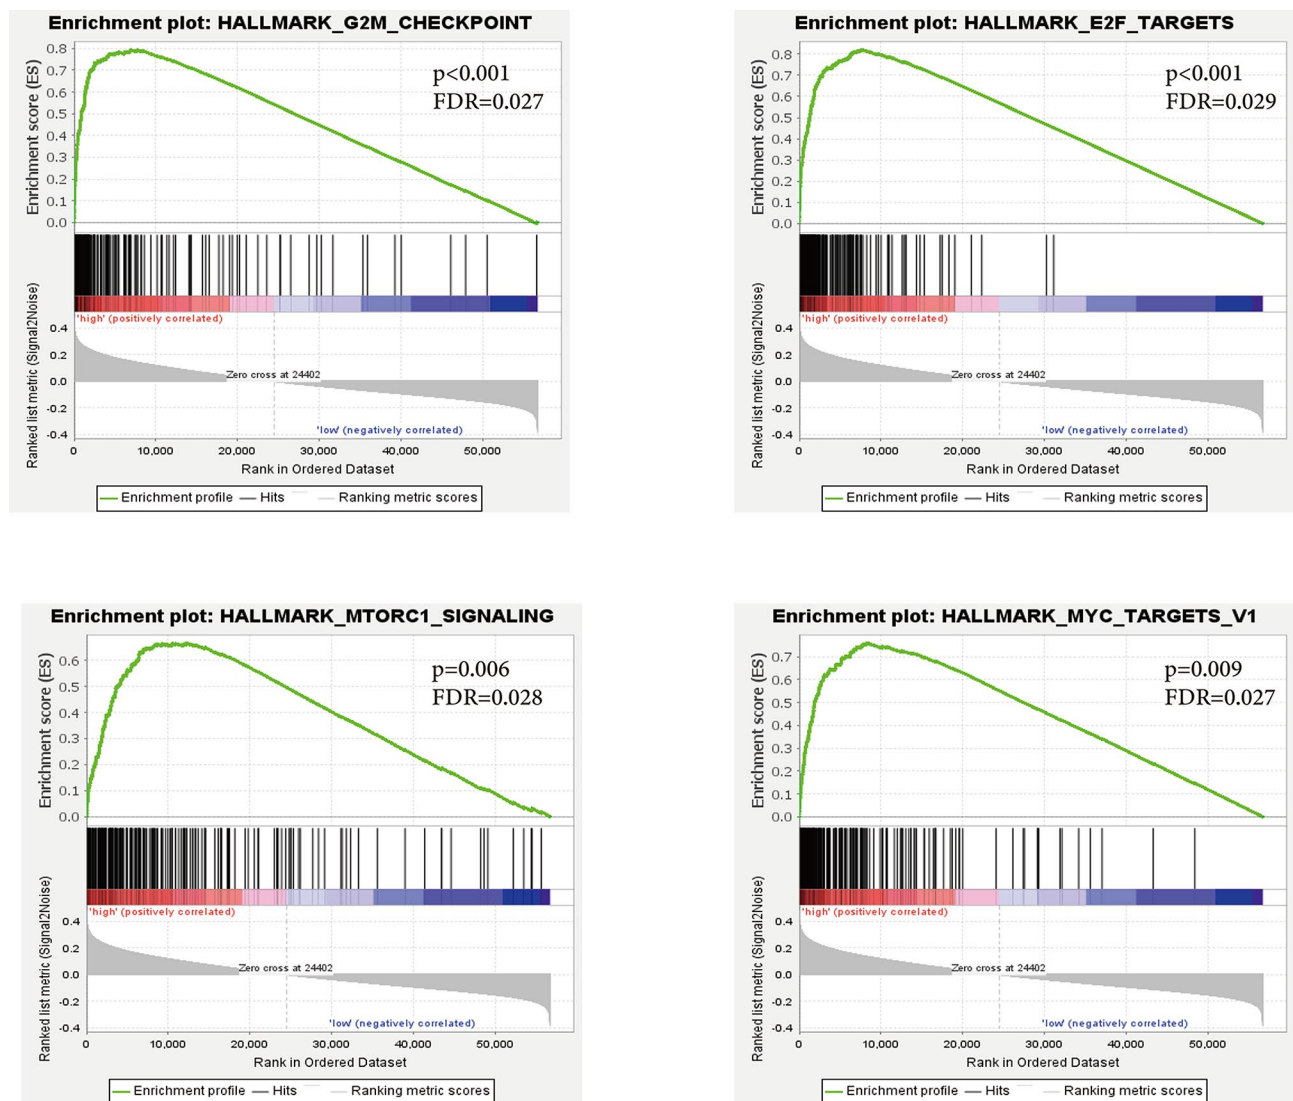 Enrichment plot: HALLMARK_G2M_CHECKPOINT
Enrichment score (ES)
0.8
0.7
0.6
0.5
0.4
0.3
0.2
0.1
0.0
p<0.001
FDR=0.027
Ranked list metric (Signal2Noise)
'high' (positively correlated)
0.4
0.2
0.0
-0.2
-0.4
Zero cross at 24402
'low' (negatively correlated)
0 10,000 20,000 30,000 40,000 50,000
Rank in Ordered Dataset
Enrichment profile Hits Ranking metric scores
Enrichment plot: HALLMARK_E2F_TARGETS
Enrichment score (ES)
0.8
0.7
0.6
0.5
0.4
0.3
0.2
0.1
0.0
p<0.001
FDR=0.029
Ranked list metric (Signal2Noise)
'high' (positively correlated)
0.4
0.2
0.0
-0.2
-0.4
Zero cross at 24402
'low' (negatively correlated)
0 10,000 20,000 30,000 40,000 50,000
Rank in Ordered Dataset
Enrichment profile Hits Ranking metric scores
Enrichment plot: HALLMARK_MTORC1_SIGNALING
Enrichment score (ES)
0.6
0.5
0.4
0.3
0.2
0.1
0.0
p=0.006
FDR=0.028
Ranked list metric (Signal2Noise)
'high' (positively correlated)
0.4
0.2
0.0
-0.2
-0.4
Zero cross at 24402
'low' (negatively correlated)
0 10,000 20,000 30,000 40,000 50,000
Rank in Ordered Dataset
Enrichment profile Hits Ranking metric scores
Enrichment plot: HALLMARK_MYC_TARGETS_V1
Enrichment score (ES)
0.7
0.6
0.5
0.4
0.3
0.2
0.1
0.0
p=0.009
FDR=0.027
Ranked list metric (Signal2Noise)
'high' (positively correlated)
0.4
0.2
0.0
-0.2
-0.4
Zero cross at 24402
'low' (negatively correlated)
0 10,000 20,000 30,000 40,000 50,000
Rank in Ordered Dataset
Enrichment profile Hits Ranking metric scores